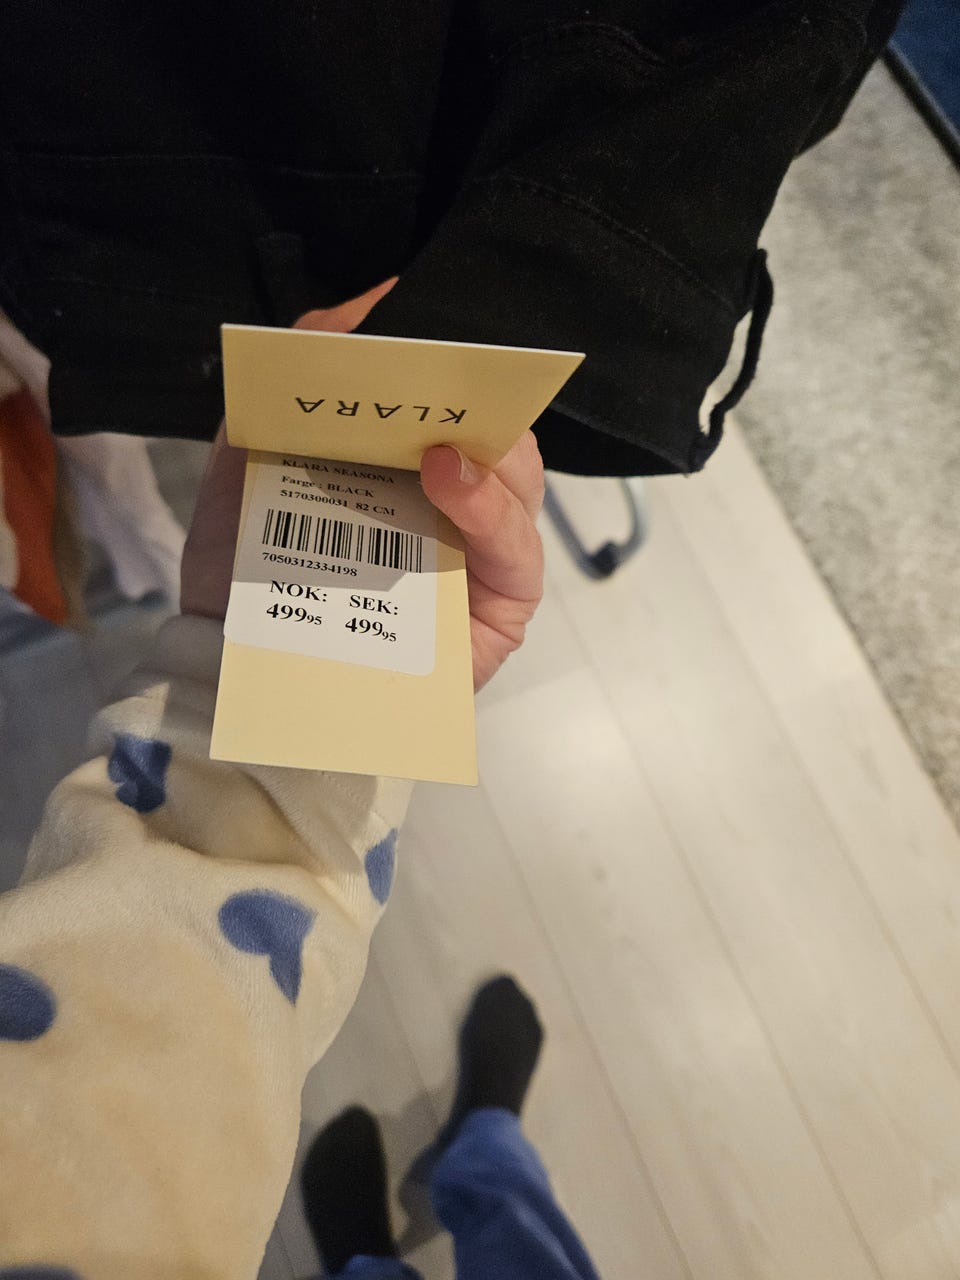 KLARA
KLARA SEASONA
Farge : BLACK
5170300031 82 CM
7050312334198
NOK: SEK:
499 95 499 95